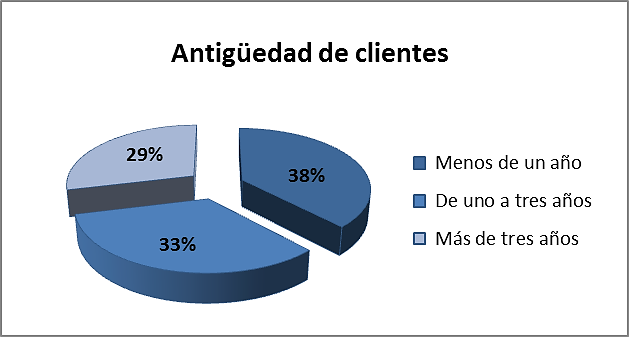 Antigüedad de clientes
29%
38%
33%
Menos de un año
De uno a tres años
Más de tres años